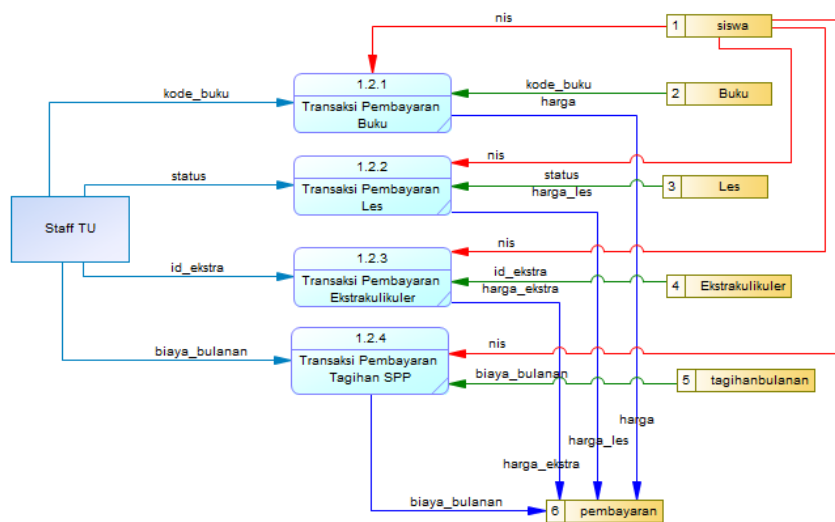 nis
1 siswa
1.2.1
Transaksi Pembayaran
Buku
kode_buku
kode_buku
harga
2 Buku
nis
1.2.2
Transaksi Pembayaran
Les
status
status
harga_les
3 Les
Staff TU
nis
1.2.3
Transaksi Pembayaran
Ekstrakulikuler
id_ekstra
id_ekstra
harga_ekstra
4 Ekstrakulikuler
1.2.4
Transaksi Pembayaran
Tagihan SPP
nis
biaya_bulanan
biaya_bulanan
5 tagihanbulanan
harga
harga_les
harga_ekstra
biaya_bulanan
6 pembayaran